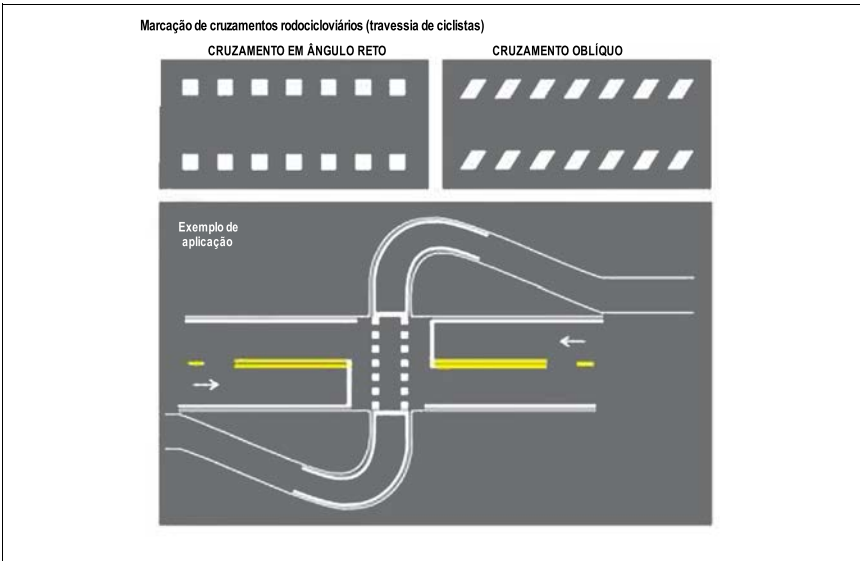 Marcação de cruzamentos rodocicloviários (travessia de ciclistas)
CRUZAMENTO EM ÂNGULO RETO
CRUZAMENTO OBLÍQUO
Exemplo de
aplicação